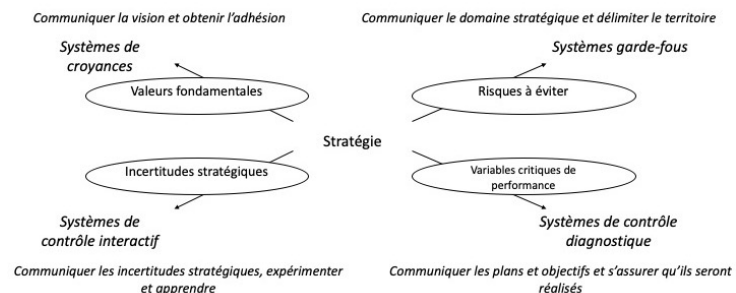 Communiquer la vision et obtenir l'adhésion
Communiquer le domaine stratégique et délimiter le territoire
Systèmes de
croyances
Systèmes garde-fous
Valeurs fondamentales
Risques à éviter
Stratégie
Incertitudes stratégiques
Variables critiques de
performance
Systèmes de
contrôle interactif
Systèmes de contrôle
diagnostique
Communiquer les incertitudes stratégiques, expérimenter
et apprendre
Communiquer les plans et objectifs et s'assurer qu'ils seront
réalisés